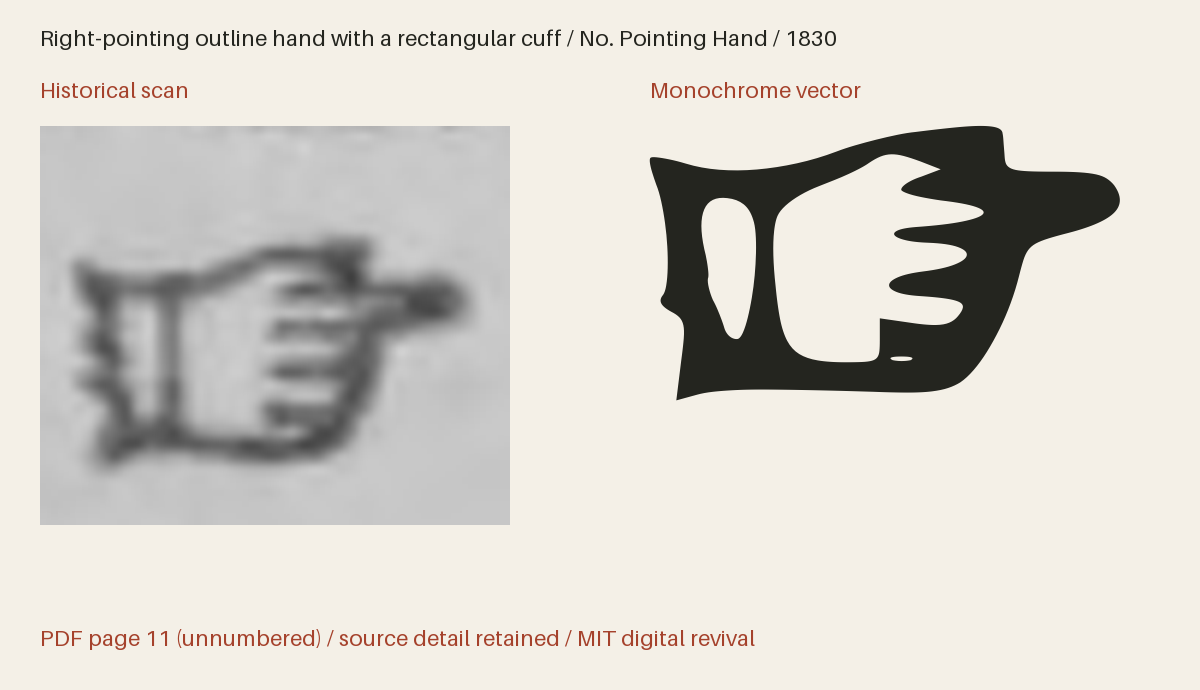 Right-pointing outline hand with a rectangular cuff / No. Pointing Hand / 1830
Historical scan
Monochrome vector
PDF page 11 (unnumbered) / source detail retained / MIT digital revival